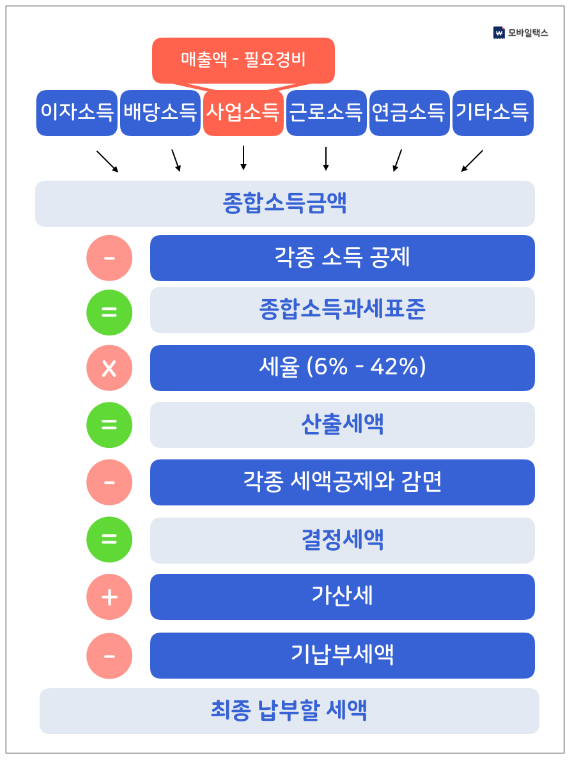 모바일택스
매출액 - 필요경비
이자소득 배당소득 사업소득 근로소득 연금소득 기타소득
종합소득금액
- 각종 소득 공제
= 종합소득과세표준
X 세율 (6% - 42%)
= 산출세액
- 각종 세액공제와 감면
= 결정세액
+ 가산세
- 기납부세액
최종 납부할 세액